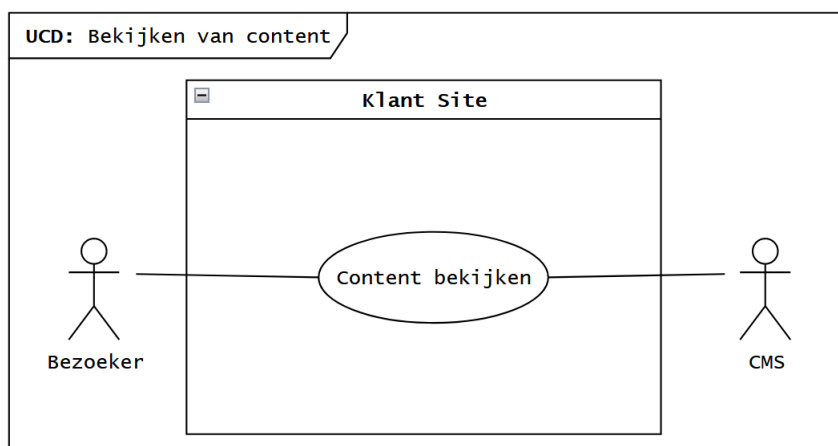 UCD: Bekijken van content
Klant Site
Content bekijken
Bezoeker
CMS